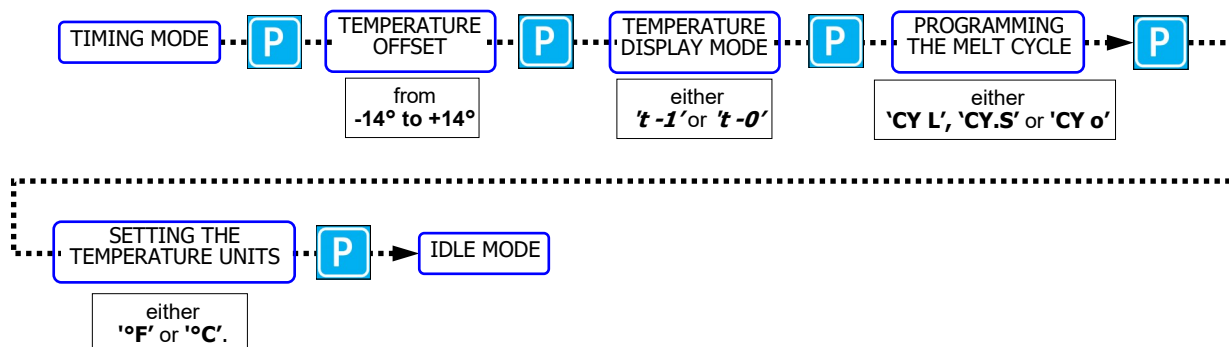 TIMING MODE
P
TEMPERATURE
OFFSET
P
TEMPERATURE
DISPLAY MODE
P
PROGRAMMING
THE MELT CYCLE
P
from
-14° to +14°
either
't -1' or 't -0'
either
‘CY L’, ‘CY.S’ or 'CY o'
SETTING THE
TEMPERATURE UNITS
P
IDLE MODE
either
'°F’ or '°C’.